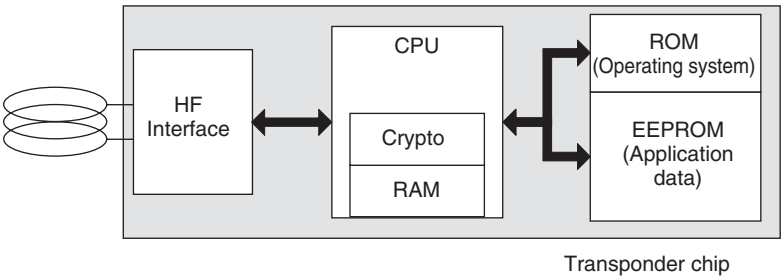 HF
Interface
CPU
Crypto
RAM
ROM
(Operating system)
EEPROM
(Application
data)
Transponder chip